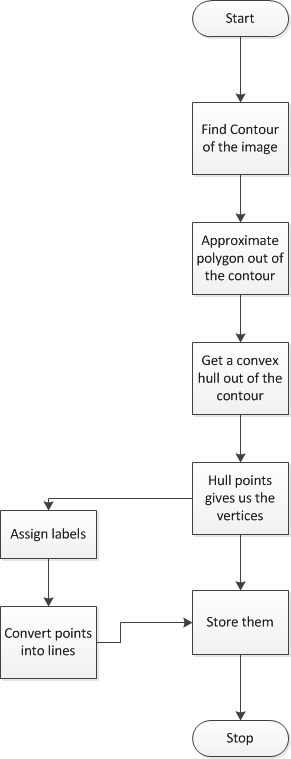 Start
Find Contour
of the image
Approximate
polygon out of
the contour
Get a convex
hull out of the
contour
Hull points
gives us the
vertices
Assign labels
Convert points
into lines
Store them
Stop